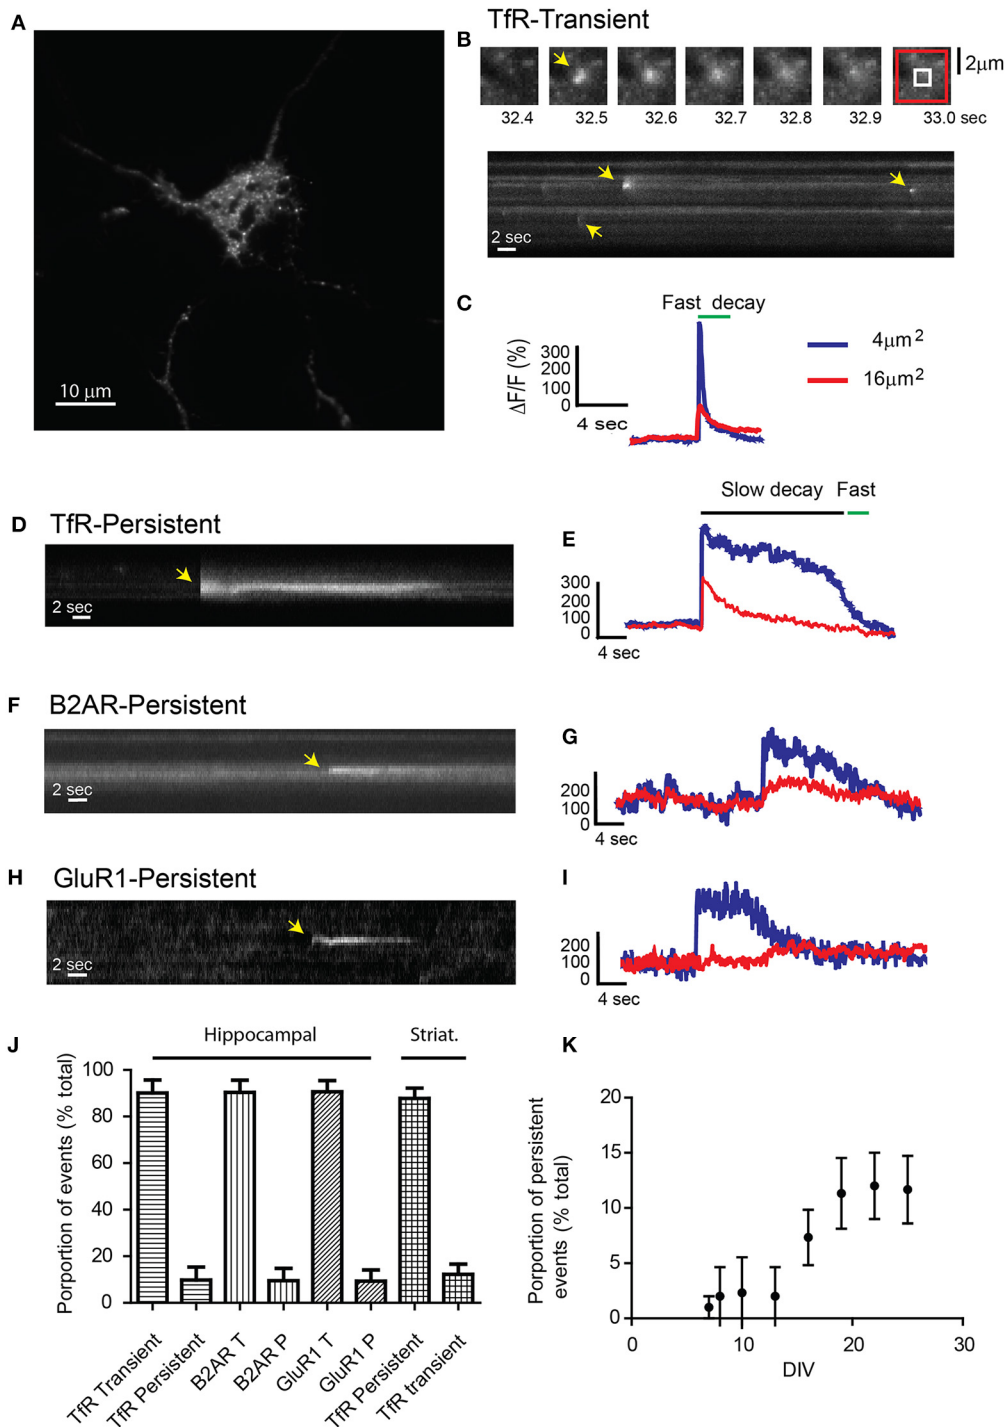 A
B
TfR-Transient
2μm
32.4 32.5 32.6 32.7 32.8 32.9 33.0 sec
2 sec
10 μm
C
Fast decay
ΔF/F (%)
300
200
100
0
4 sec
4μm²
16μm²
D
TfR-Persistent
2 sec
E
Slow decay Fast
300
200
100
0
4 sec
F
B2AR-Persistent
2 sec
G
200
100
0
4 sec
H
GluR1-Persistent
2 sec
I
200
100
0
4 sec
J
Hippocampal
Striat.
Porportion of events (% total)
100
80
60
40
20
0
TfR Transient
TfR Persistent
B2AR T
B2AR P
GluR1 T
GluR1 P
TfR Persistent
TfR transient
K
Porportion of persistent
events (% total)
20
15
10
5
0
0 10 20 30
DIV